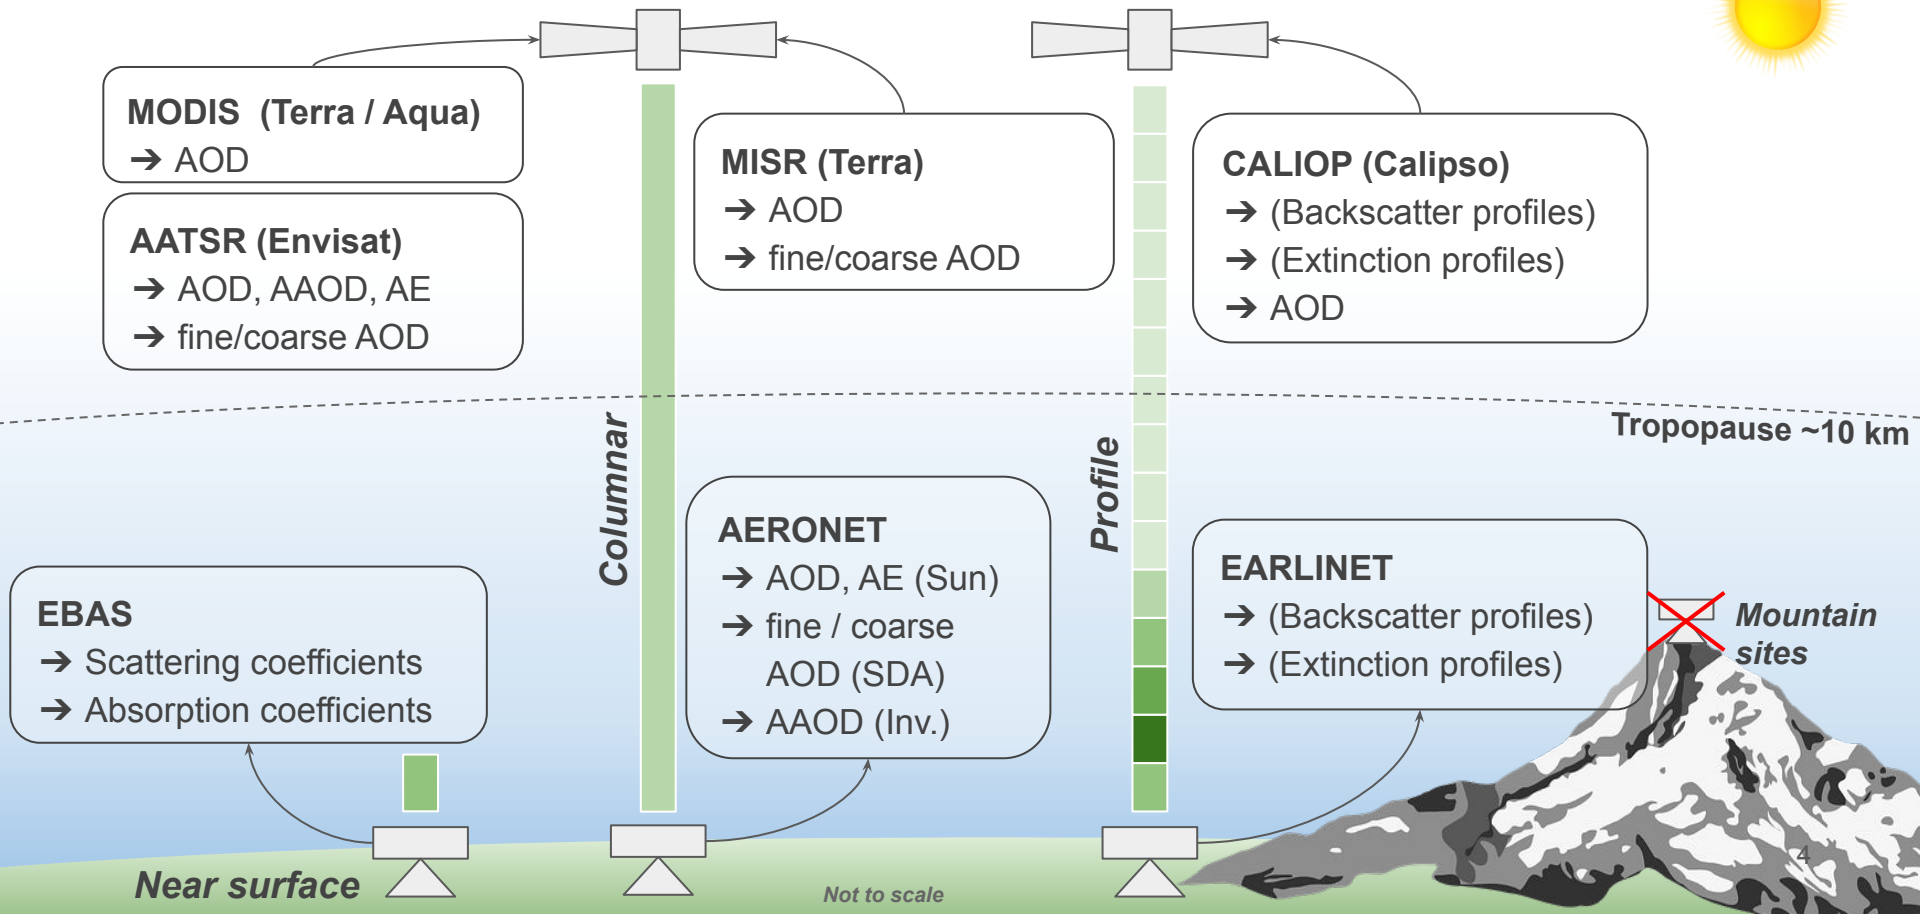 MODIS (Terra / Aqua)
➔ AOD
AATSR (Envisat)
➔ AOD, AAOD, AE
➔ fine/coarse AOD
MISR (Terra)
➔ AOD
➔ fine/coarse AOD
CALIOP (Calipso)
➔ (Backscatter profiles)
➔ (Extinction profiles)
➔ AOD
Tropopause ~10 km
Columnar
Profile
EBAS
➔ Scattering coefficients
➔ Absorption coefficients
AERONET
➔ AOD, AE (Sun)
➔ fine / coarse
AOD (SDA)
➔ AAOD (Inv.)
EARLINET
➔ (Backscatter profiles)
➔ (Extinction profiles)
Mountain
sites
Near surface
Not to scale
4